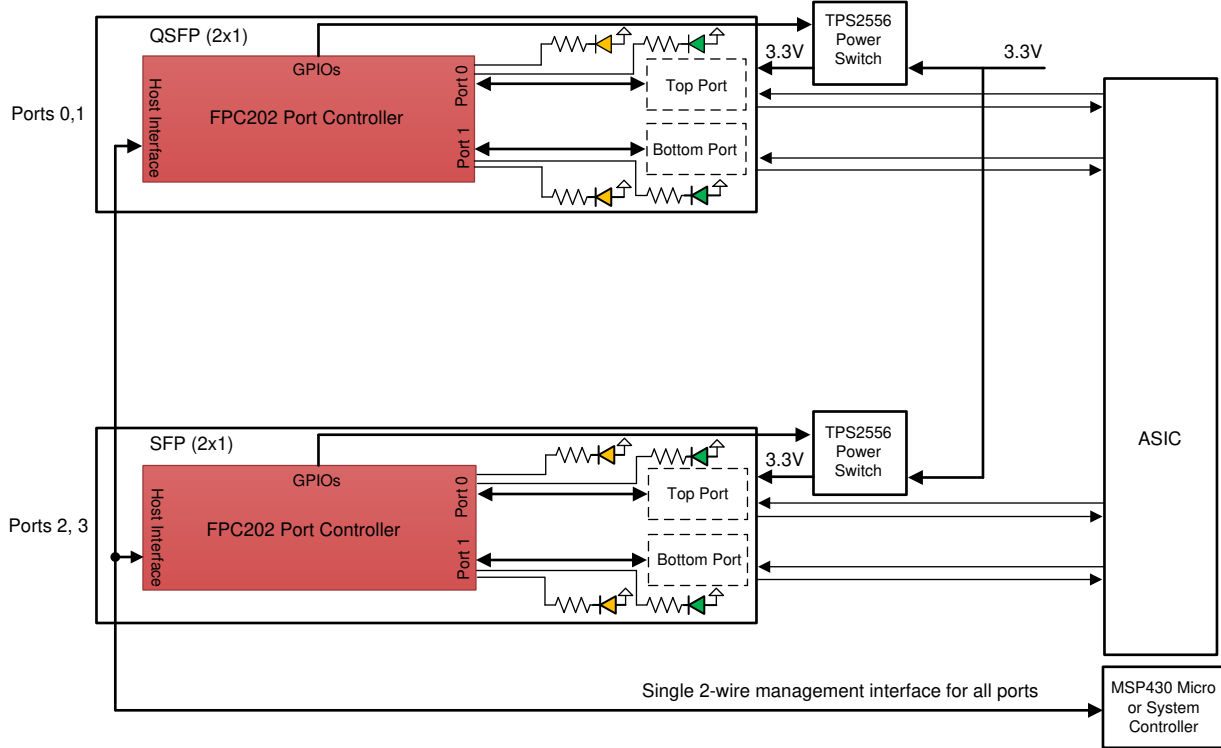 QSFP (2x1)
GPIOs
Host Interface
FPC202 Port Controller
Port 0
Port 1
Top Port
Bottom Port
Ports 0,1
3.3V
TPS2556
Power
Switch
3.3V
SFP (2x1)
GPIOs
Host Interface
FPC202 Port Controller
Port 0
Port 1
Top Port
Bottom Port
Ports 2, 3
3.3V
TPS2556
Power
Switch
ASIC
Single 2-wire management interface for all ports
MSP430 Micro
or System
Controller